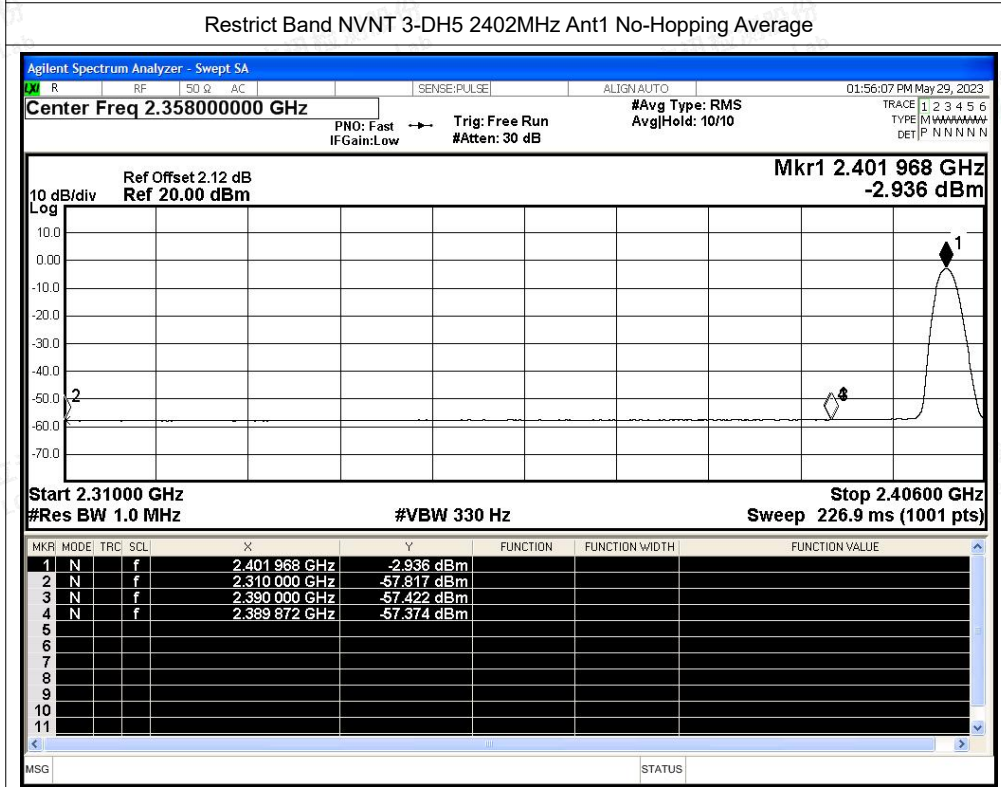 Restrict Band NVNT 3-DH5 2402MHz Ant1 No-Hopping Average
Agilent Spectrum Analyzer - Swept SA
LXI R RF 50 Ω AC SENSE:PULSE ALIGN AUTO 01:56:07 PM May 29, 2023
Center Freq 2.358000000 GHz #Avg Type: RMS TRACE 1 2 3 4 5 6
PNO: Fast Trig: Free Run Avg|Hold: 10/10 TYPE M
IFGain:Low #Atten: 30 dB DET P N N N N N
Mkr1 2.401 968 GHz
Ref Offset 2.12 dB
10 dB/div Ref 20.00 dBm -2.936 dBm
Log
10.0
0.00
1
-10.0
-20.0
-30.0
-40.0
-50.0
2
-60.0
-70.0
Start 2.31000 GHz Stop 2.40600 GHz
#Res BW 1.0 MHz #VBW 330 Hz Sweep 226.9 ms (1001 pts)
MKR MODE TRC SCL X Y FUNCTION FUNCTION WIDTH FUNCTION VALUE
1 N f 2.401 968 GHz -2.936 dBm
2 N f 2.310 000 GHz -57.817 dBm
3 N f 2.390 000 GHz -57.422 dBm
4 N f 2.389 872 GHz -57.374 dBm
5
6
7
8
9
10
11
MSG STATUS